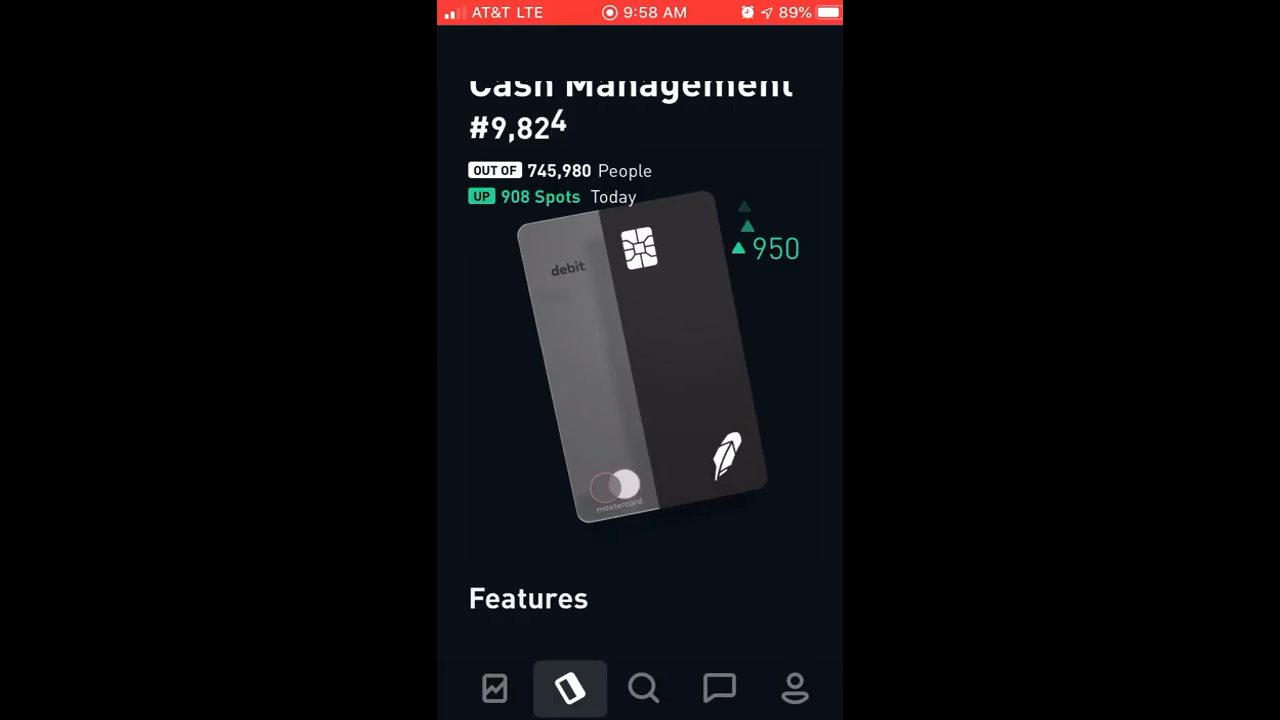 AT&T LTE 9:58 AM 89%
Cash Management
#9,824
OUT OF 745,980 People
UP 908 Spots Today
950
debit
mastercard
Features